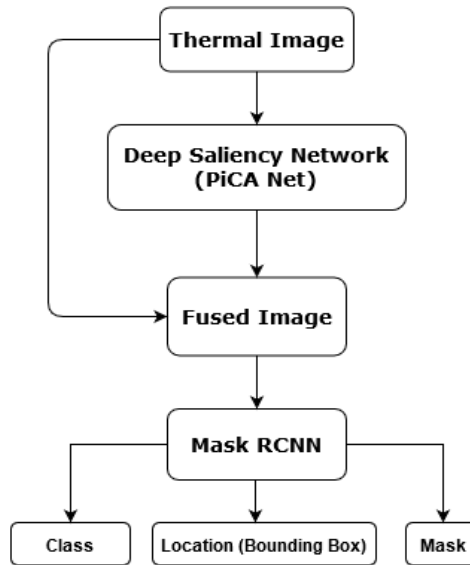 Thermal Image
Deep Saliency Network
(PiCA Net)
Fused Image
Mask RCNN
Class
Location (Bounding Box)
Mask